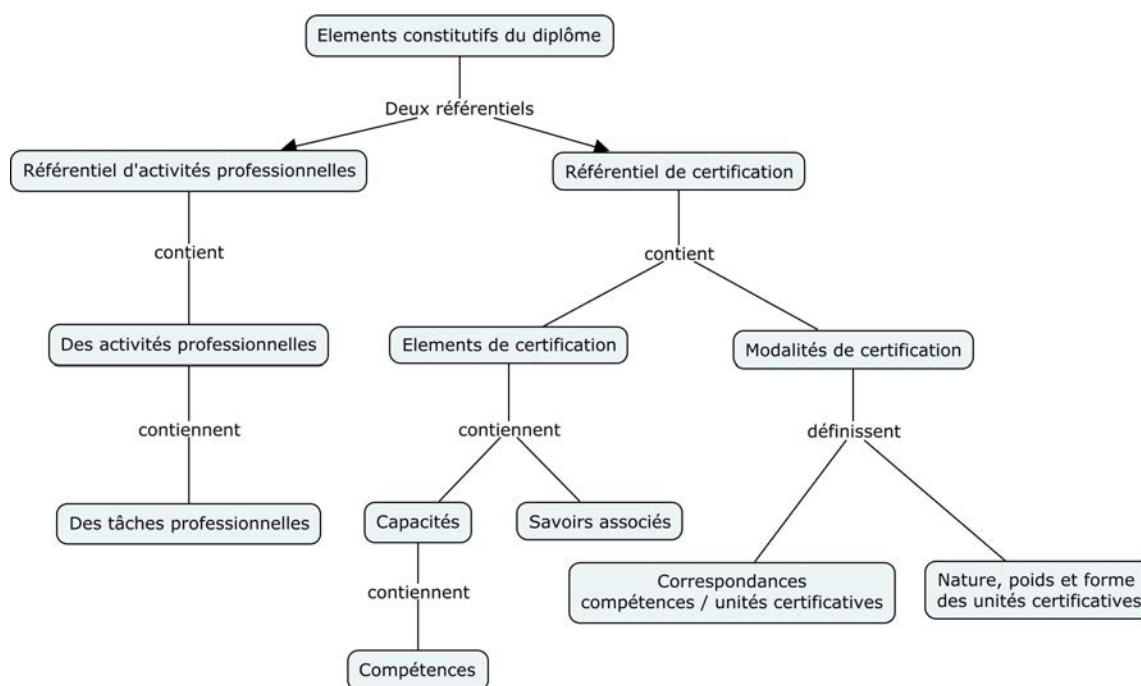 Elements constitutifs du diplôme
Deux référentiels
Référentiel d'activités professionnelles
Référentiel de certification
contient
contient
Des activités professionnelles
Elements de certification
Modalités de certification
contiennent
contiennent
définissent
Des tâches professionnelles
Capacités
Savoirs associés
Correspondances
compétences / unités certificatives
Nature, poids et forme
des unités certificatives
contiennent
Compétences